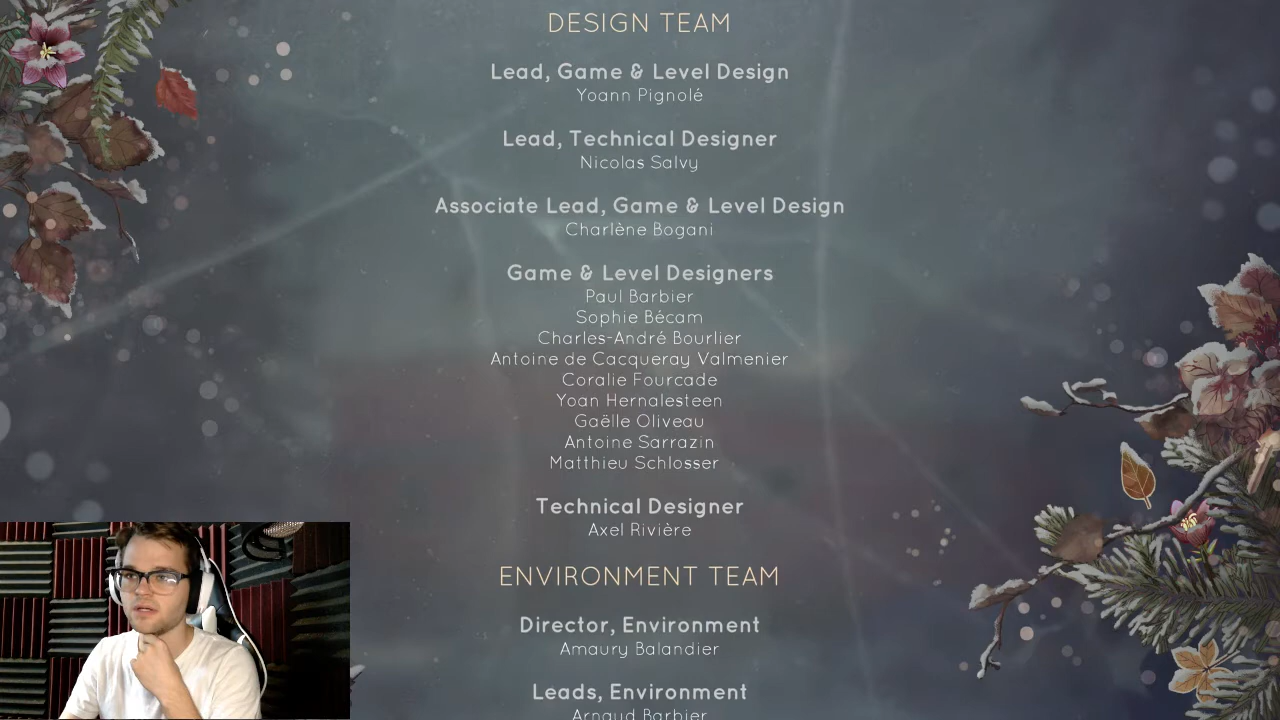 DESIGN TEAM
Lead, Game & Level Design
Yoann Pignolé
Lead, Technical Designer
Nicolas Salvy
Associate Lead, Game & Level Design
Charlène Bogani
Game & Level Designers
Paul Barbier
Sophie Bécam
Charles-André Bourlier
Antoine de Cacqueray Valmenier
Coralie Fourcade
Yoan Hernalesteen
Gaëlle Oliveau
Antoine Sarrazin
Matthieu Schlosser
Technical Designer
Axel Rivière
ENVIRONMENT TEAM
Director, Environment
Amaury Balandier
Leads, Environment
Arnaud Barbier